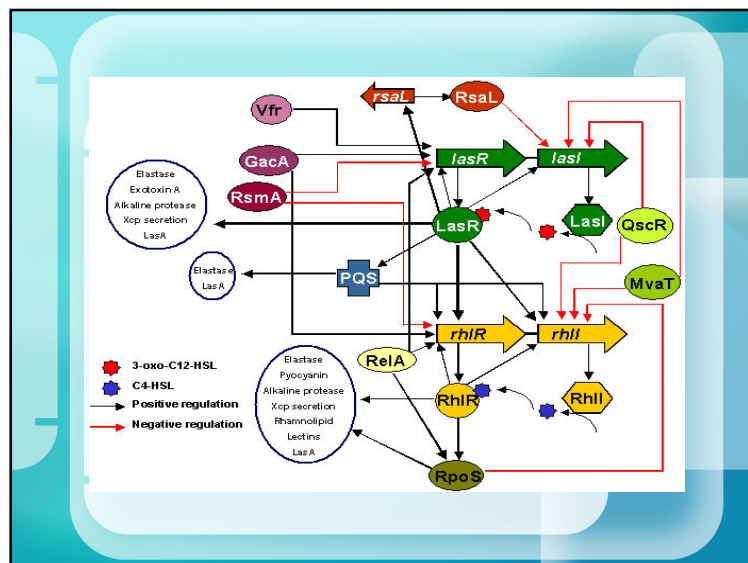 rsaL
RsaL
Vfr
GacA
lasR
lasI
RsmA
Elastase
Exotoxin A
Alkaline protease
Xcp secretion
LasA
LasR
LasI
QscR
Elastase
LasA
PQS
MvaT
rhlR
rhlI
RelA
3-oxo-C12-HSL
C4-HSL
Positive regulation
Negative regulation
Elastase
Pyocyanin
Alkaline protease
Xcp secretion
Rhamnolipid
Lectins
LasA
RhlR
RhlI
RpoS